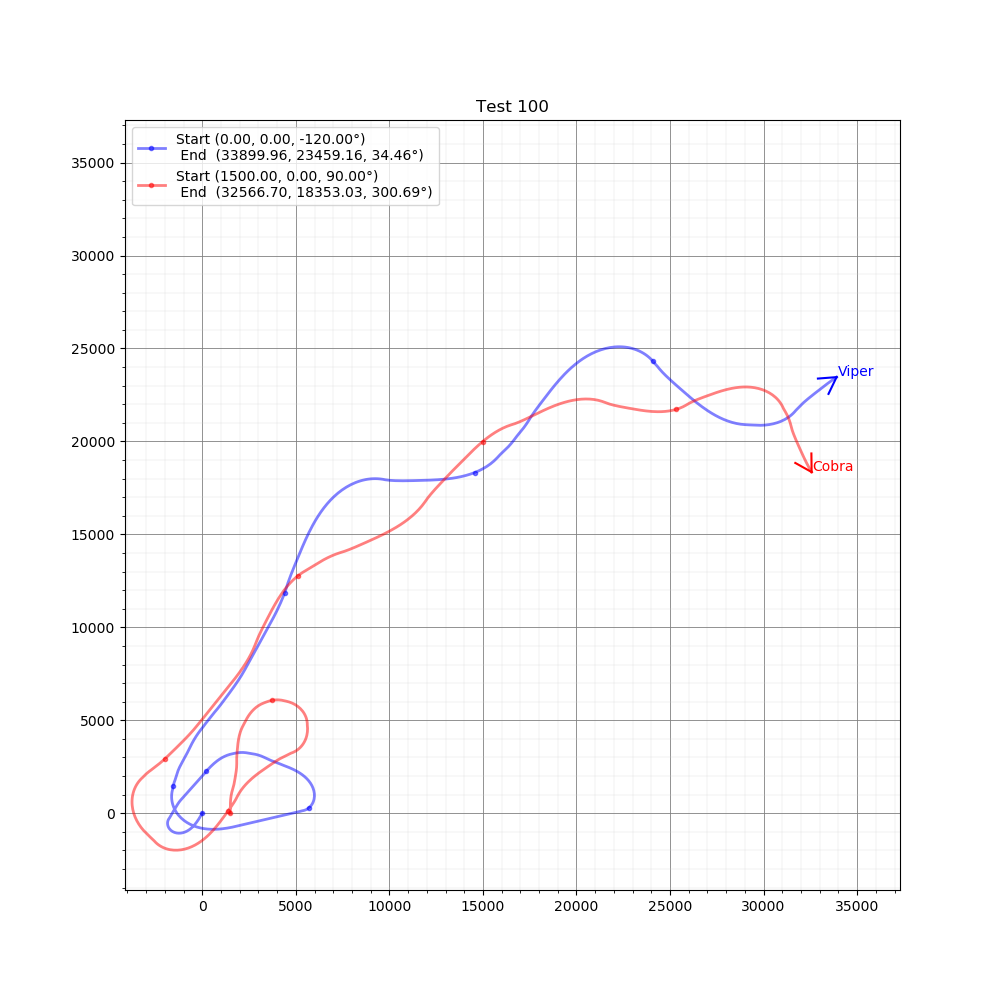 Test 100
Start (0.00, 0.00, -120.00°)
End (33899.96, 23459.16, 34.46°)
Start (1500.00, 0.00, 90.00°)
End (32566.70, 18353.03, 300.69°)
35000
30000
25000
20000
15000
10000
5000
0
Viper
Cobra
0 5000 10000 15000 20000 25000 30000 35000